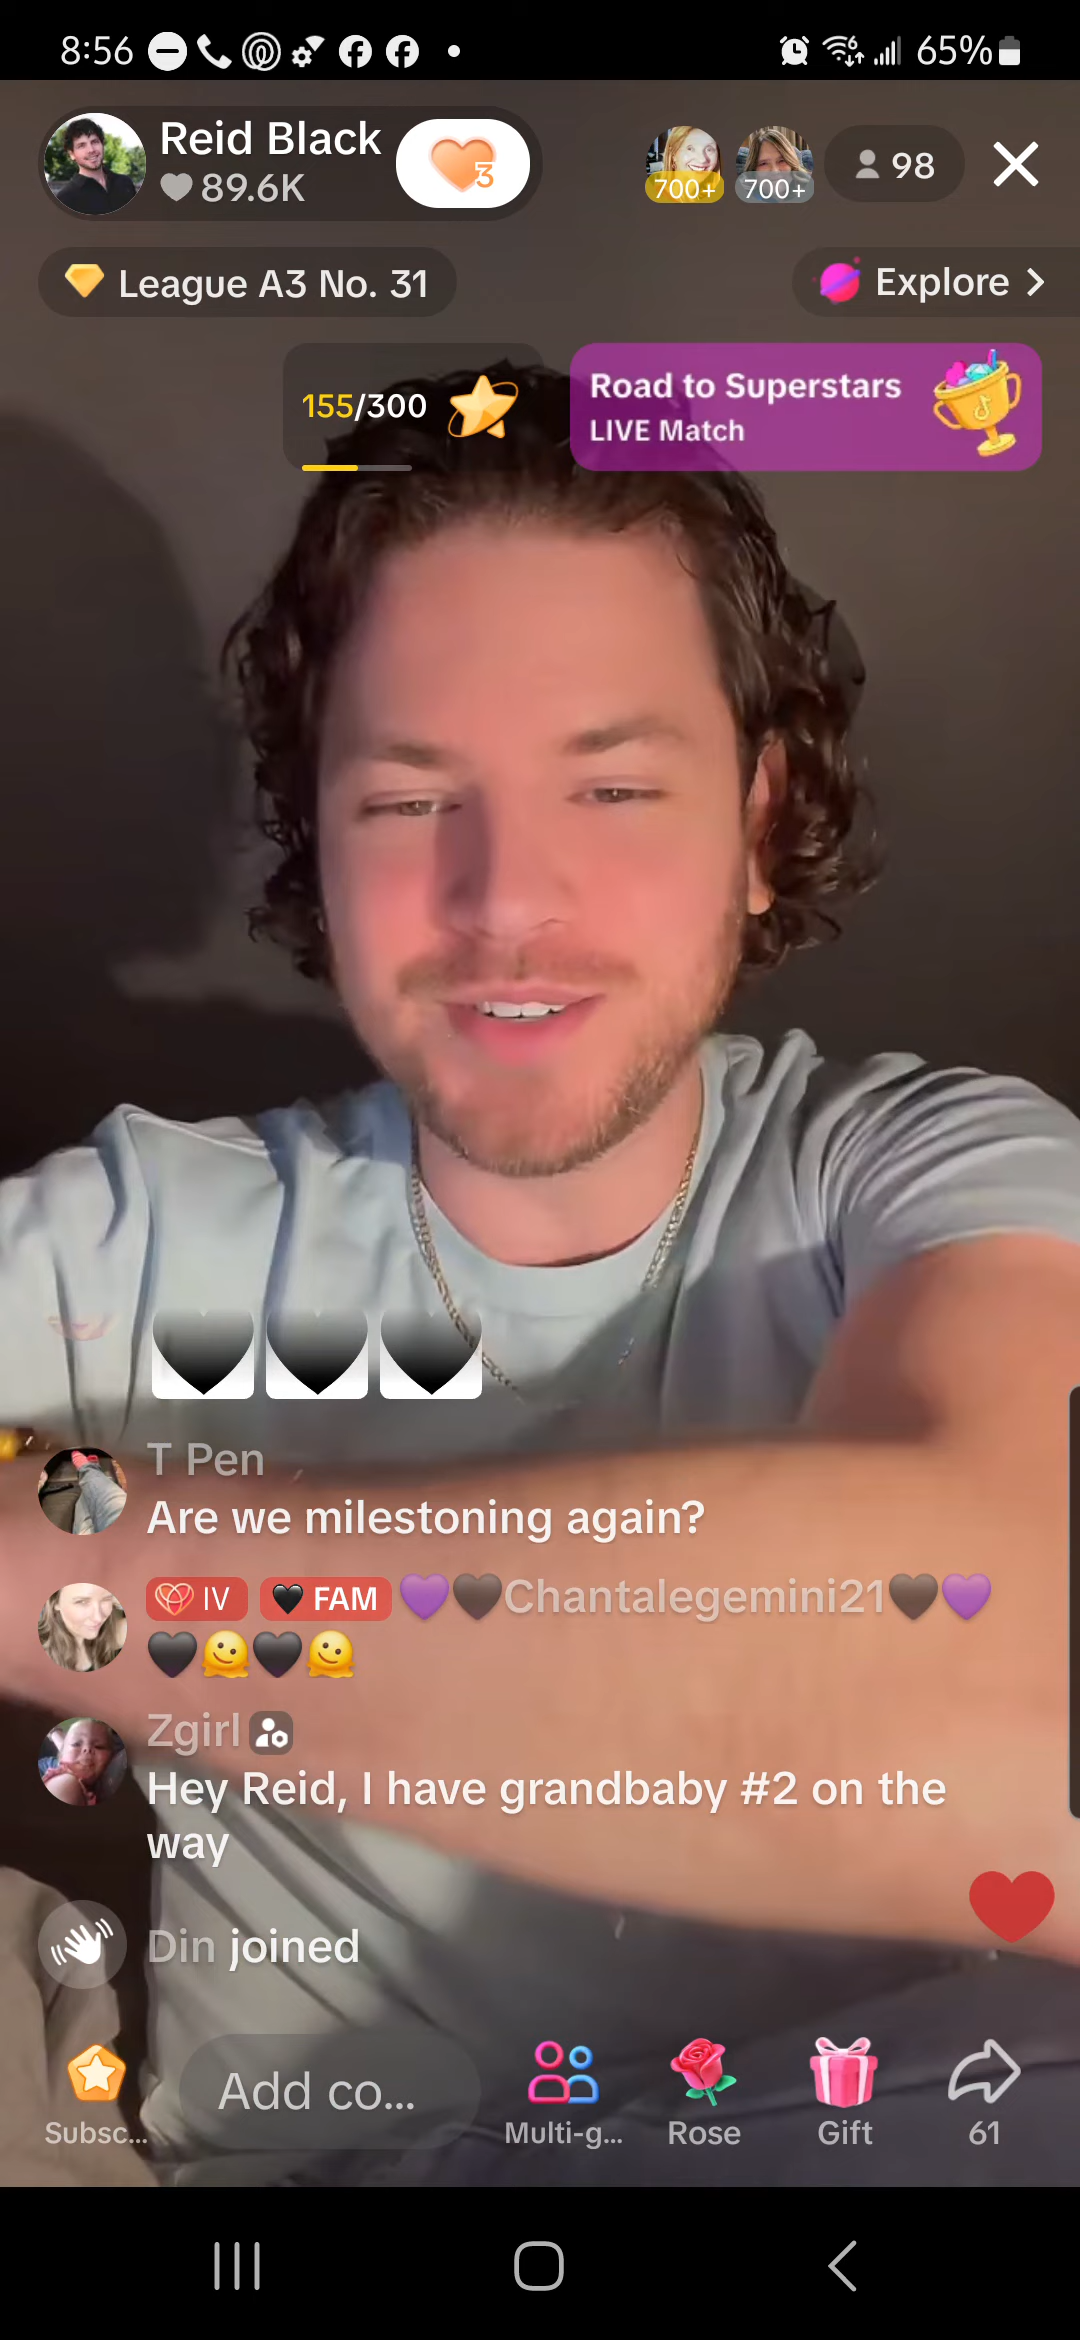 8:56
65%
Reid Black
89.6K
3
700+
700+
98
League A3 No. 31
Explore
155/300
Road to Superstars
LIVE Match
T Pen
Are we milestoning again?
IV
FAM
Chantalegemini21
Zgirl
Hey Reid, I have grandbaby #2 on the
way
Din joined
Add co...
Subsc...
Multi-g...
Rose
Gift
61